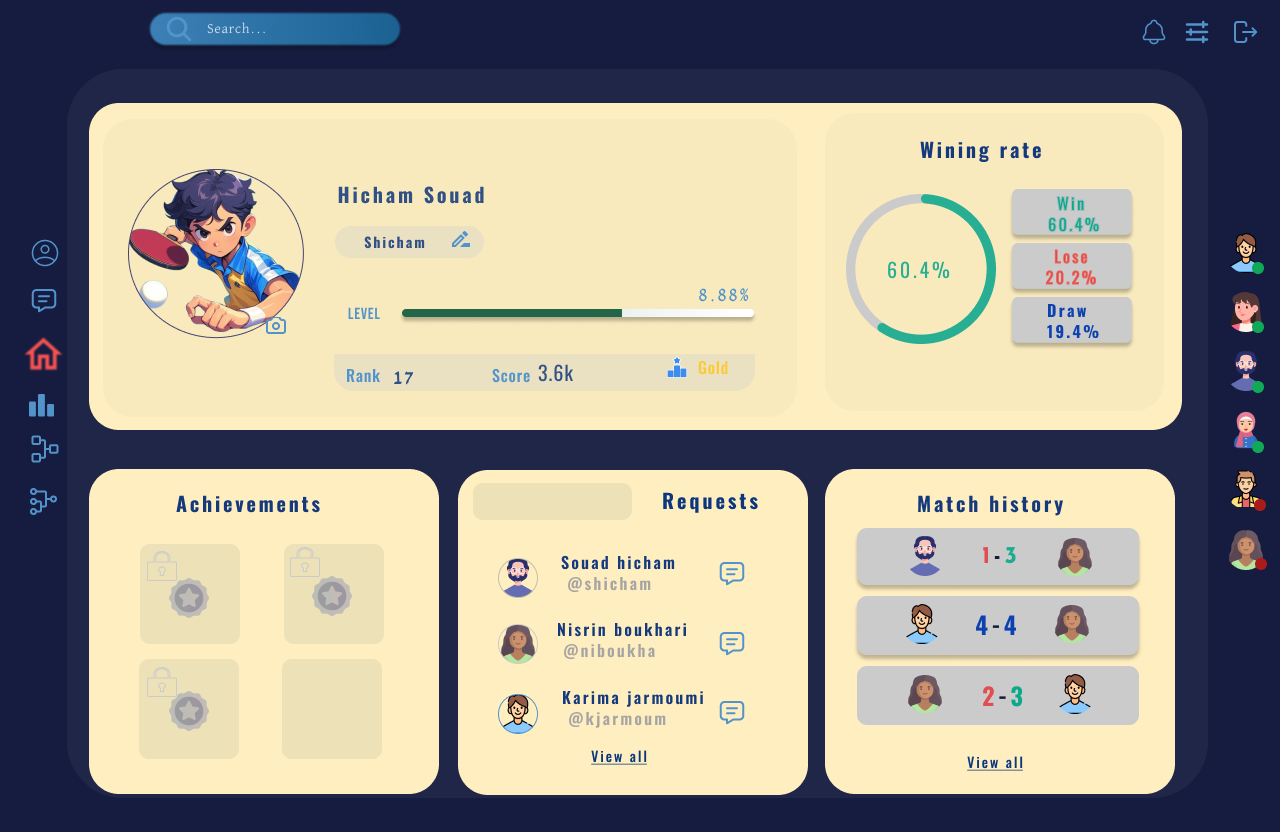 Search...
Hicham Souad
Shicham
LEVEL
8.88%
Rank 17
Score 3.6k
Gold
Wining rate
60.4%
Win
60.4%
Lose
20.2%
Draw
19.4%
Achievements
Requests
Souad hicham
@shicham
Nisrin boukhari
@niboukha
Karima jarmoumi
@kjarmoum
View all
Match history
1-3
4-4
2-3
View all